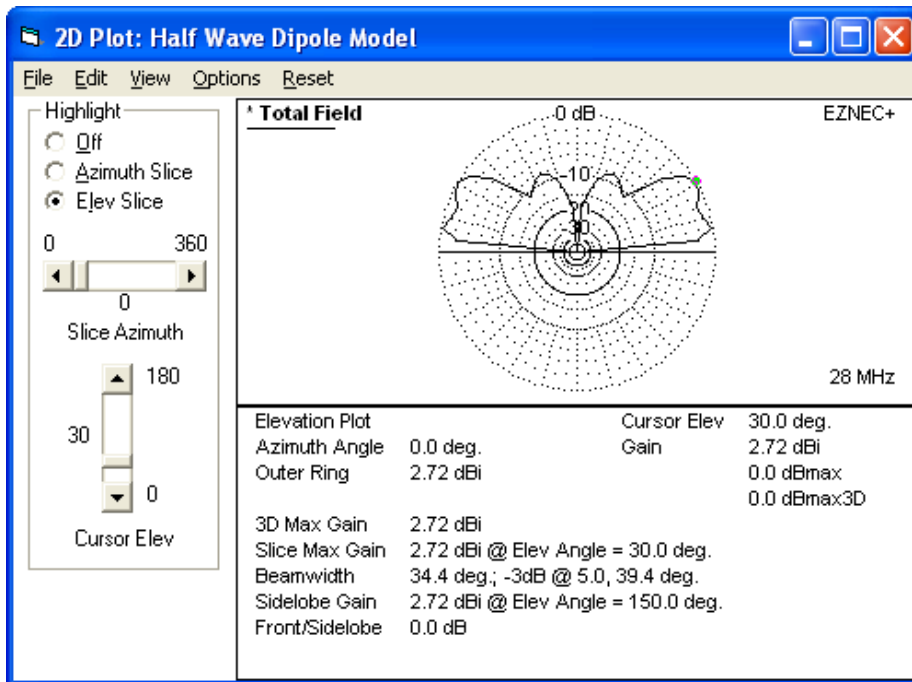 2D Plot: Half Wave Dipole Model
File Edit View Options Reset
Highlight
Off
Azimuth Slice
Elev Slice
0 360
0
Slice Azimuth
180
30
0
Cursor Elev
* Total Field
0 dB
EZNEC+
-10
-30
28 MHz
Elevation Plot Cursor Elev 30.0 deg.
Azimuth Angle 0.0 deg. Gain 2.72 dBi
Outer Ring 2.72 dBi 0.0 dBmax
0.0 dBmax3D
3D Max Gain 2.72 dBi
Slice Max Gain 2.72 dBi @ Elev Angle = 30.0 deg.
Beamwidth 34.4 deg.; -3dB @ 5.0, 39.4 deg.
Sidelobe Gain 2.72 dBi @ Elev Angle = 150.0 deg.
Front/Sidelobe 0.0 dB